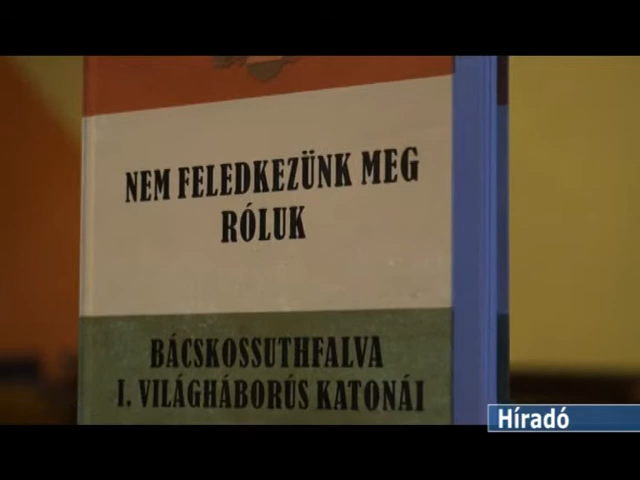 NEM FELEDKEZÜNK MEG
RÓLUK
BÁCSKOSSUTHFALVA
I. VILÁGHÁBORÚS KATONÁI
Híradó